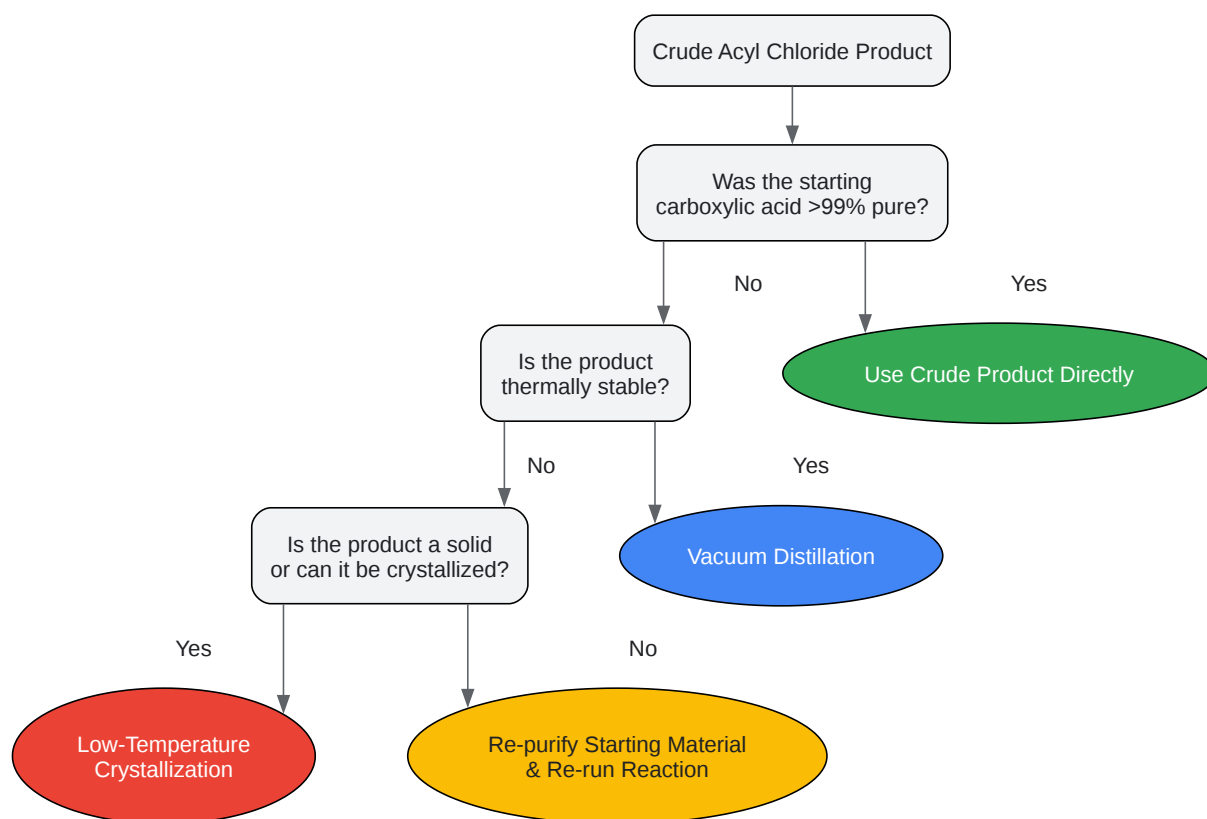 Crude Acyl Chloride Product
Was the starting
carboxylic acid >99% pure?
No
Yes
Is the product
thermally stable?
Use Crude Product Directly
No
Yes
Is the product a solid
or can it be crystallized?
Vacuum Distillation
Yes
No
Low-Temperature
Crystallization
Re-purify Starting Material
& Re-run Reaction